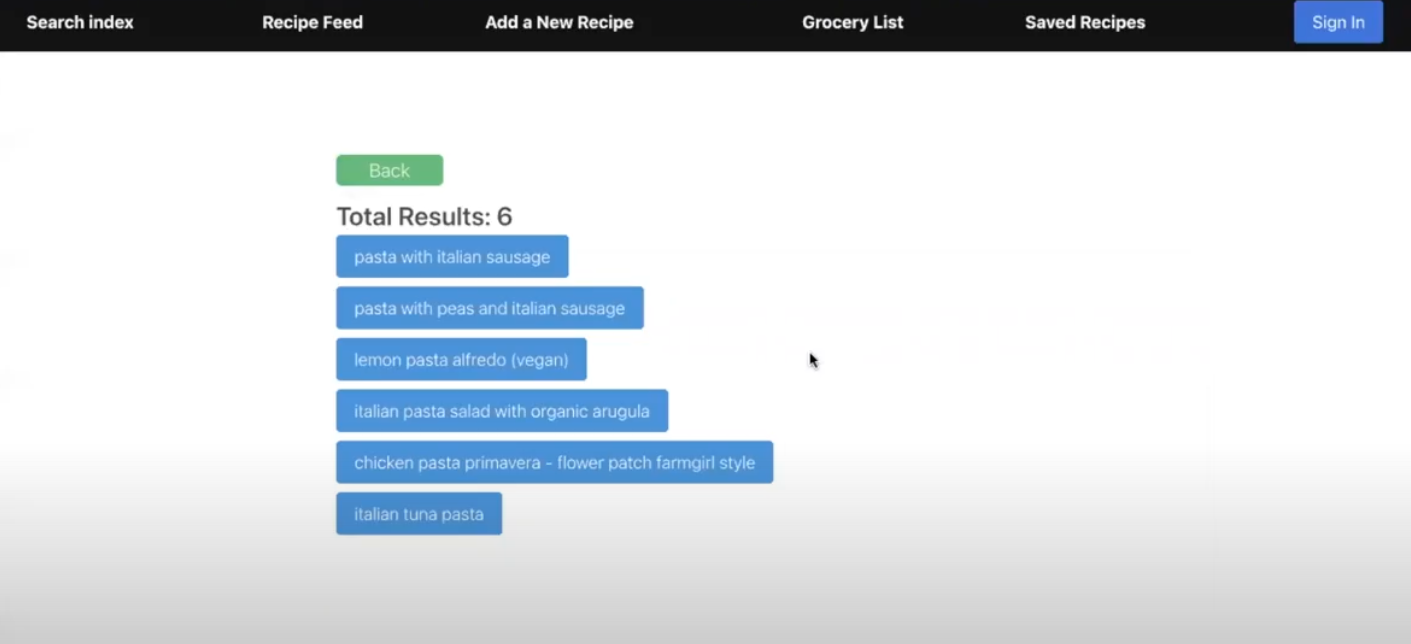 Search index Recipe Feed Add a New Recipe Grocery List Saved Recipes Sign In
Back
Total Results: 6
pasta with italian sausage
pasta with peas and italian sausage
lemon pasta alfredo (vegan)
italian pasta salad with organic arugula
chicken pasta primavera - flower patch farmgirl style
italian tuna pasta